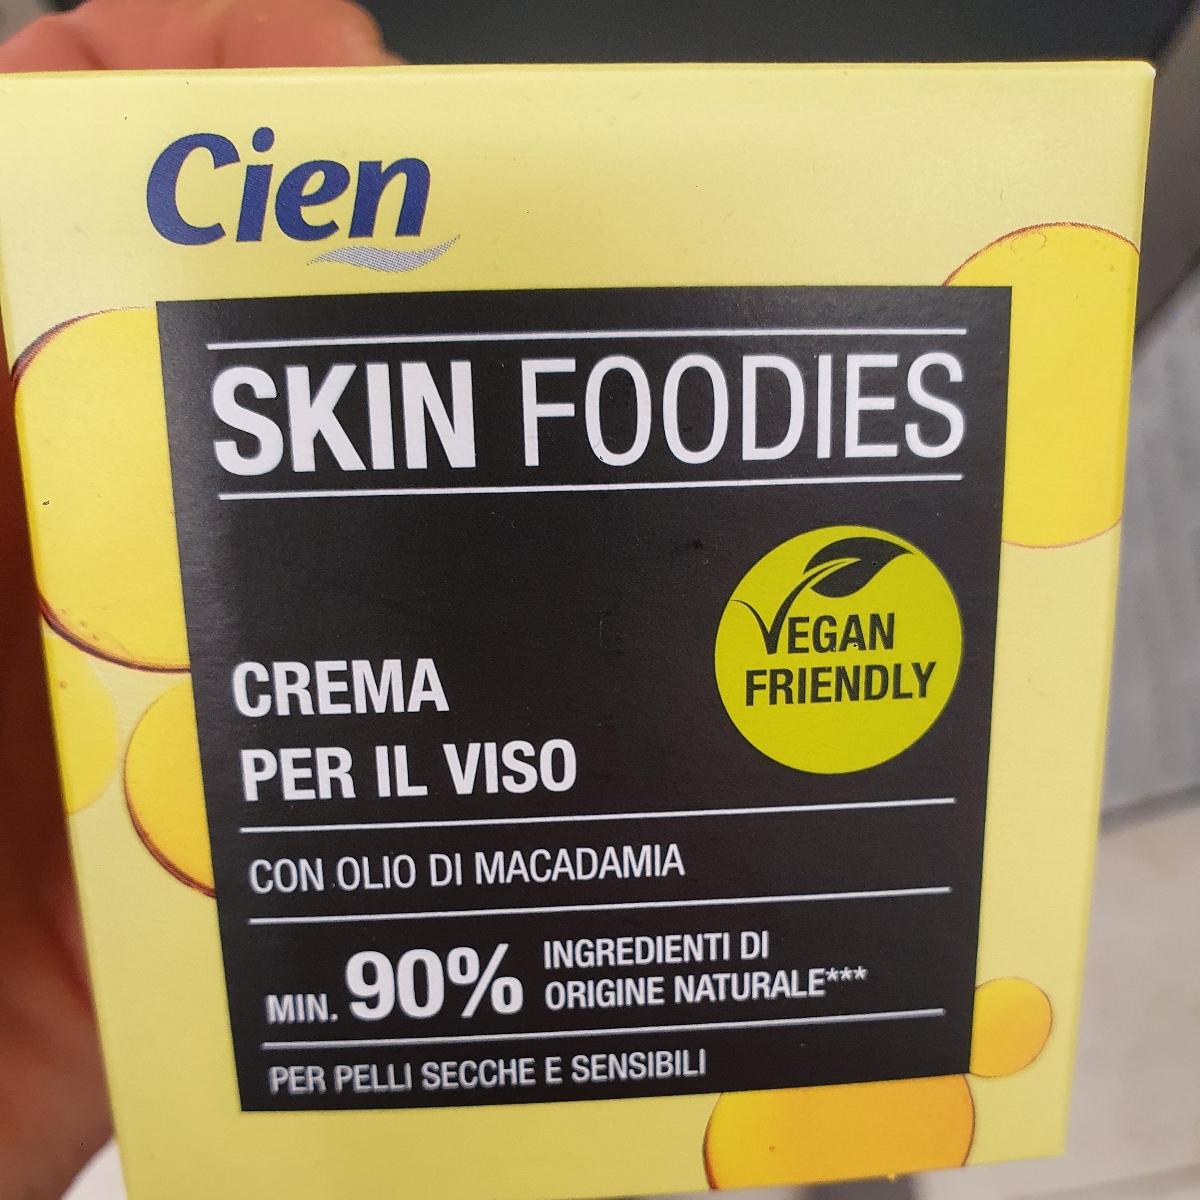 Cien
SKIN FOODIES
VEGAN
FRIENDLY
CREMA
PER IL VISO
CON OLIO DI MACADAMIA
MIN. 90% INGREDIENTI DI
ORIGINE NATURALE***
PER PELLI SECCHE E SENSIBILI